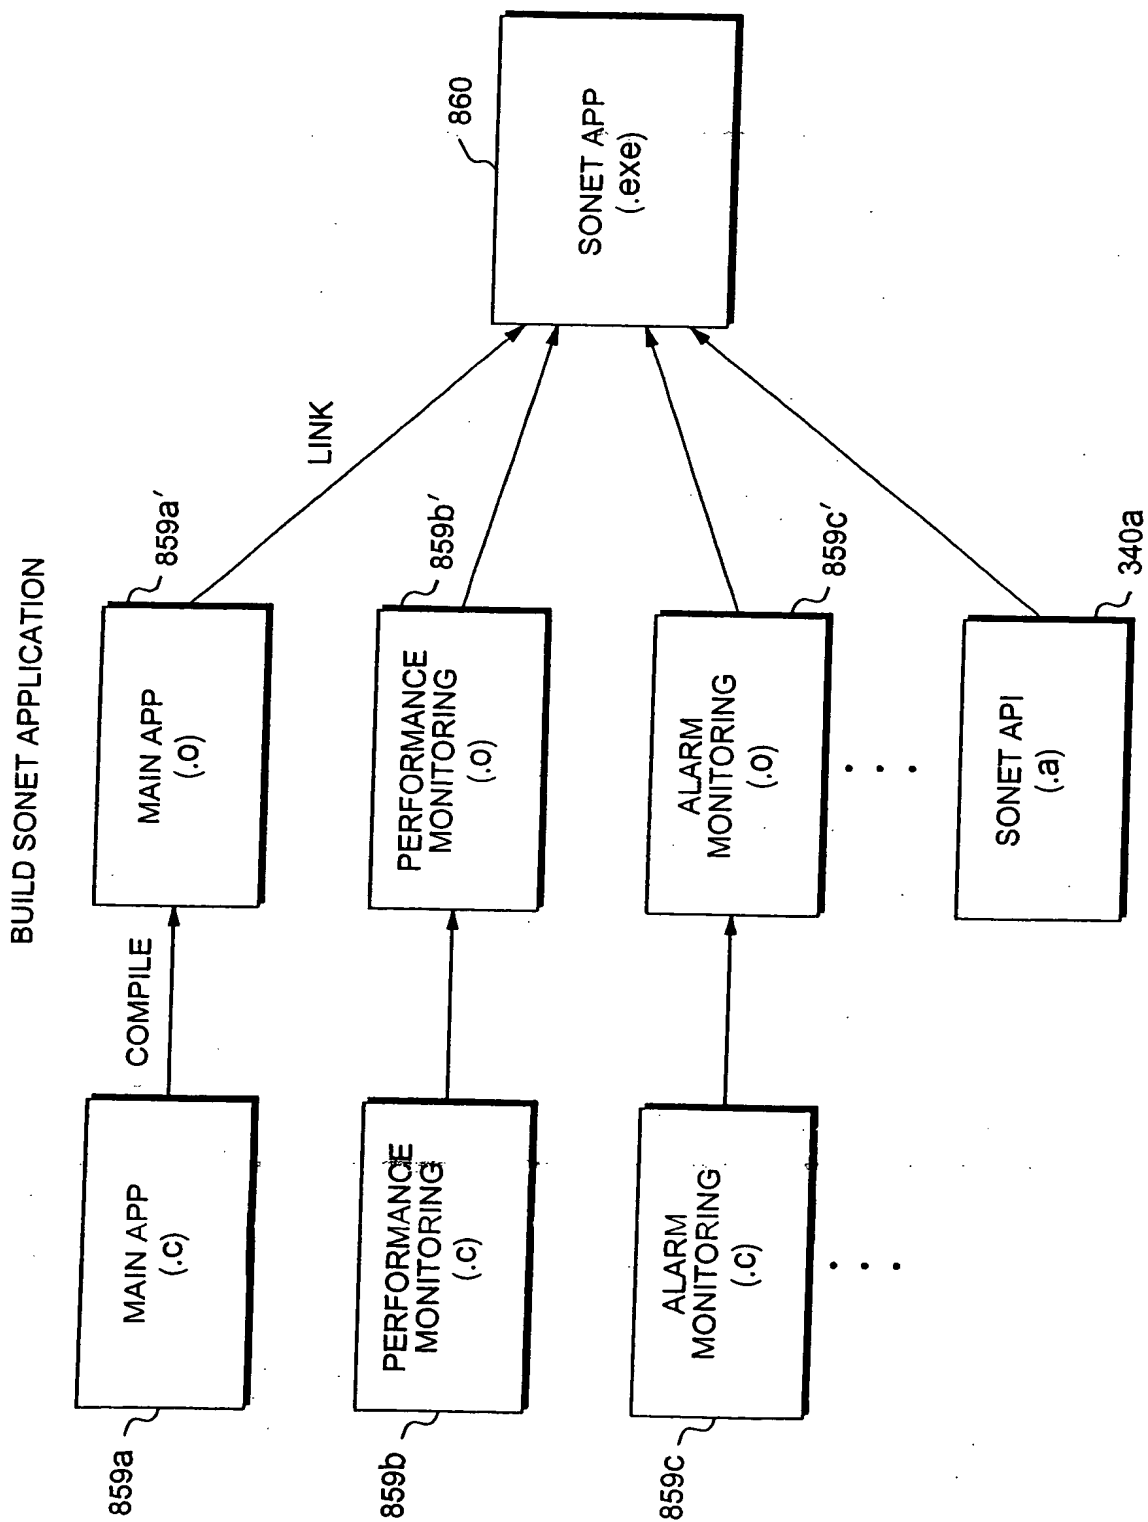 BUILD SONET APPLICATION
859a
MAIN APP
(.c)
COMPILE
MAIN APP
(.o)
859a′
LINK
859b
PERFORMANCE
MONITORING
(.c)
PERFORMANCE
MONITORING
(.o)
859b′
859c
ALARM
MONITORING
(.c)
ALARM
MONITORING
(.o)
859c′
SONET API
(.a)
340a
860
SONET APP
(.exe)